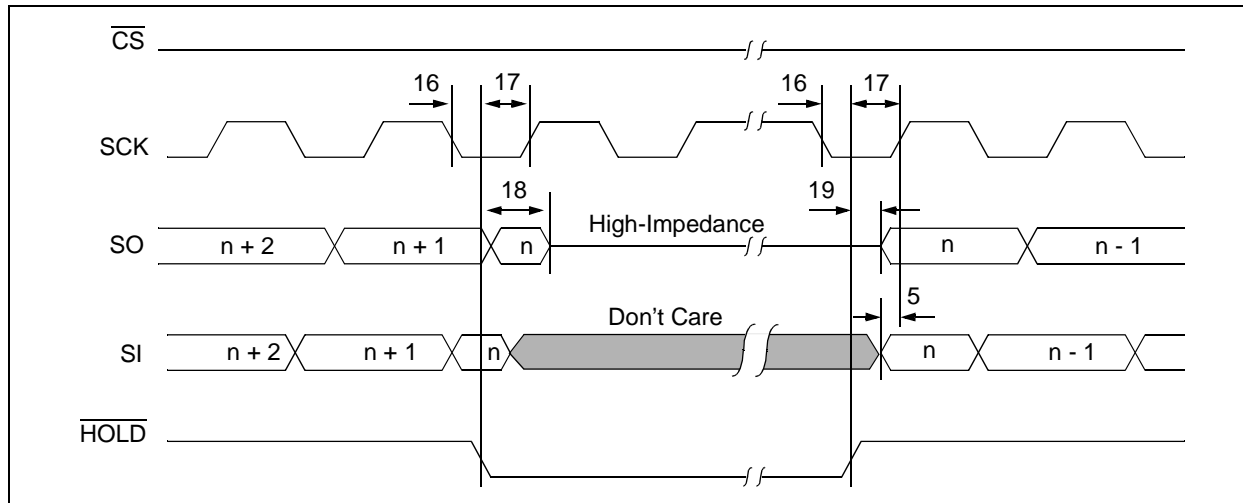 CS
16 17 16 17
SCK
18 19
High-Impedance
SO n + 2 n + 1 n n n - 1
5
Don't Care
SI n + 2 n + 1 n n n - 1
HOLD